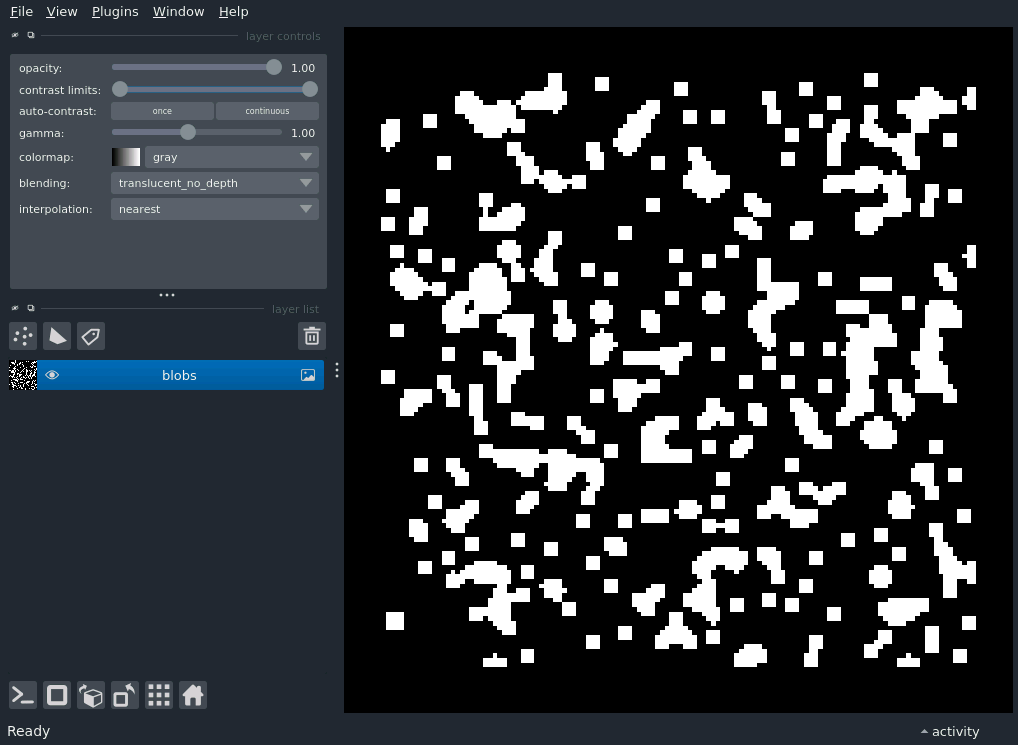 File View Plugins Window Help
layer controls
opacity: 1.00
contrast limits:
auto-contrast: once continuous
gamma: 1.00
colormap: gray
blending: translucent_no_depth
interpolation: nearest
layer list
blobs
Ready
activity